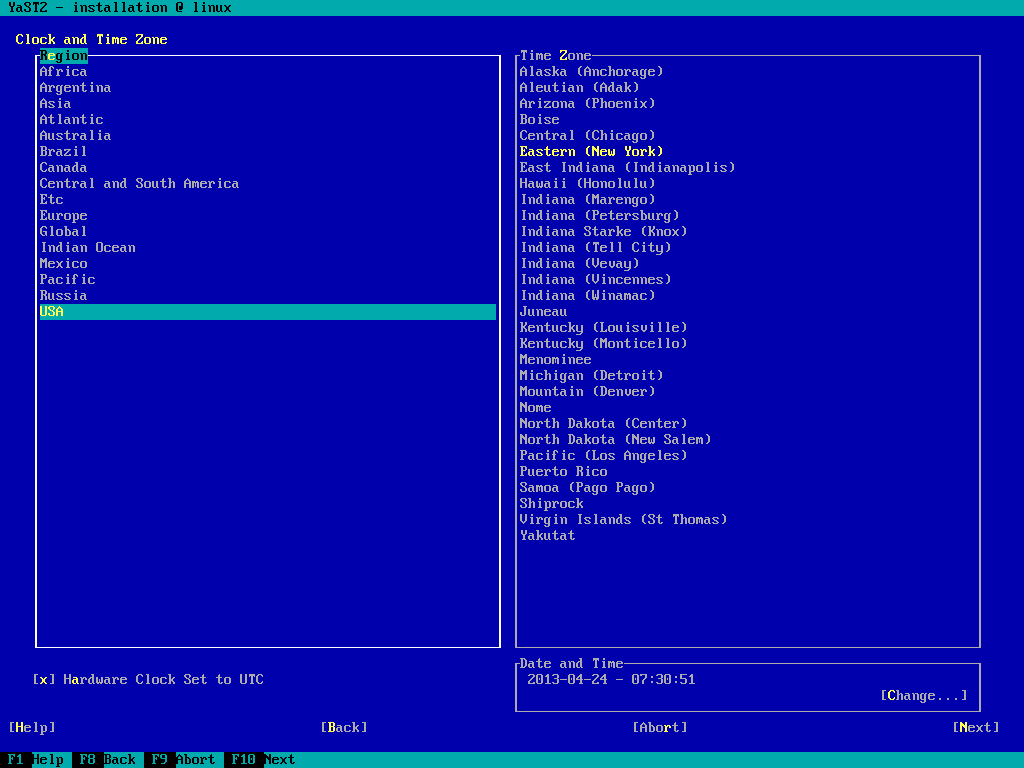 YaST2 - installation @ linux
Clock and Time Zone
Region
Africa
Argentina
Asia
Atlantic
Australia
Brazil
Canada
Central and South America
Etc
Europe
Global
Indian Ocean
Mexico
Pacific
Russia
USA
Time Zone
Alaska (Anchorage)
Aleutian (Adak)
Arizona (Phoenix)
Boise
Central (Chicago)
Eastern (New York)
East Indiana (Indianapolis)
Hawaii (Honolulu)
Indiana (Marengo)
Indiana (Petersburg)
Indiana Starke (Knox)
Indiana (Tell City)
Indiana (Vevay)
Indiana (Vincennes)
Indiana (Winamac)
Juneau
Kentucky (Louisville)
Kentucky (Monticello)
Menominee
Michigan (Detroit)
Mountain (Denver)
Nome
North Dakota (Center)
North Dakota (New Salem)
Pacific (Los Angeles)
Puerto Rico
Samoa (Pago Pago)
Shiprock
Virgin Islands (St Thomas)
Yakutat
[x] Hardware Clock Set to UTC
Date and Time
2013-04-24 - 07:30:51
[Change...]
[Help] [Back] [Abort] [Next]
F1 Help F8 Back F9 Abort F10 Next